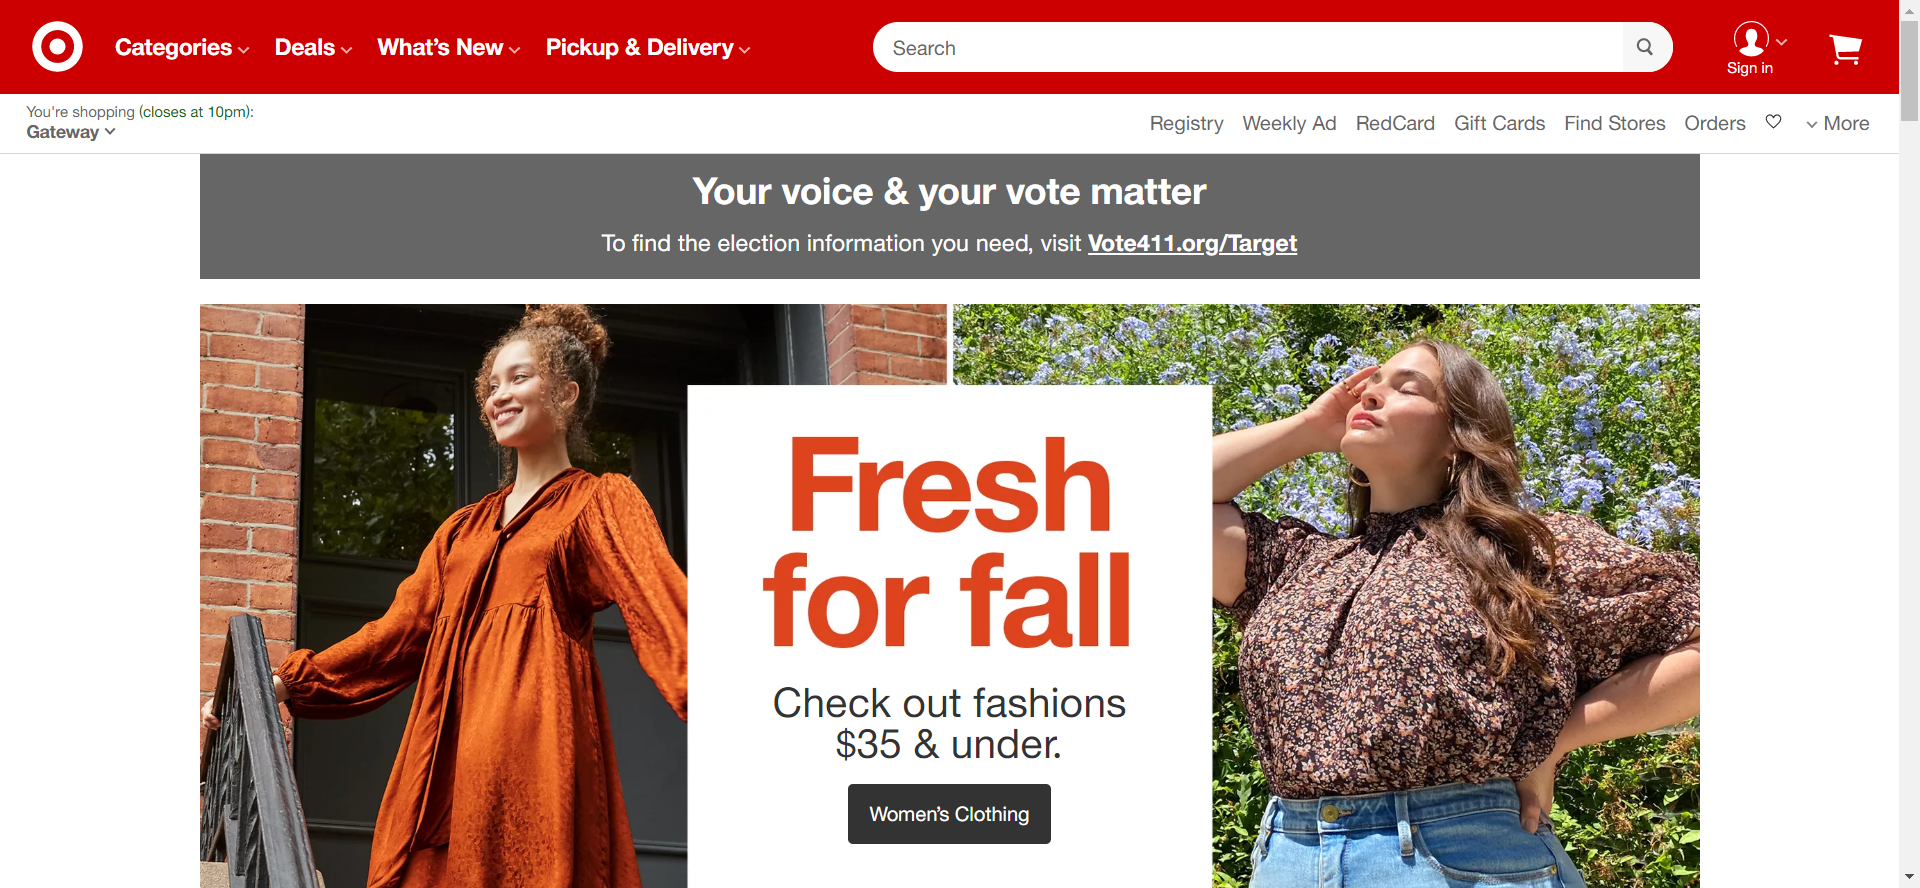 Categories
Deals
What's New
Pickup & Delivery
Search
Sign in
You're shopping (closes at 10pm):
Gateway
Registry
Weekly Ad
RedCard
Gift Cards
Find Stores
Orders
More
Your voice & your vote matter
To find the election information you need, visit Vote411.org/Target
Fresh
for fall
Check out fashions
$35 & under.
Women's Clothing